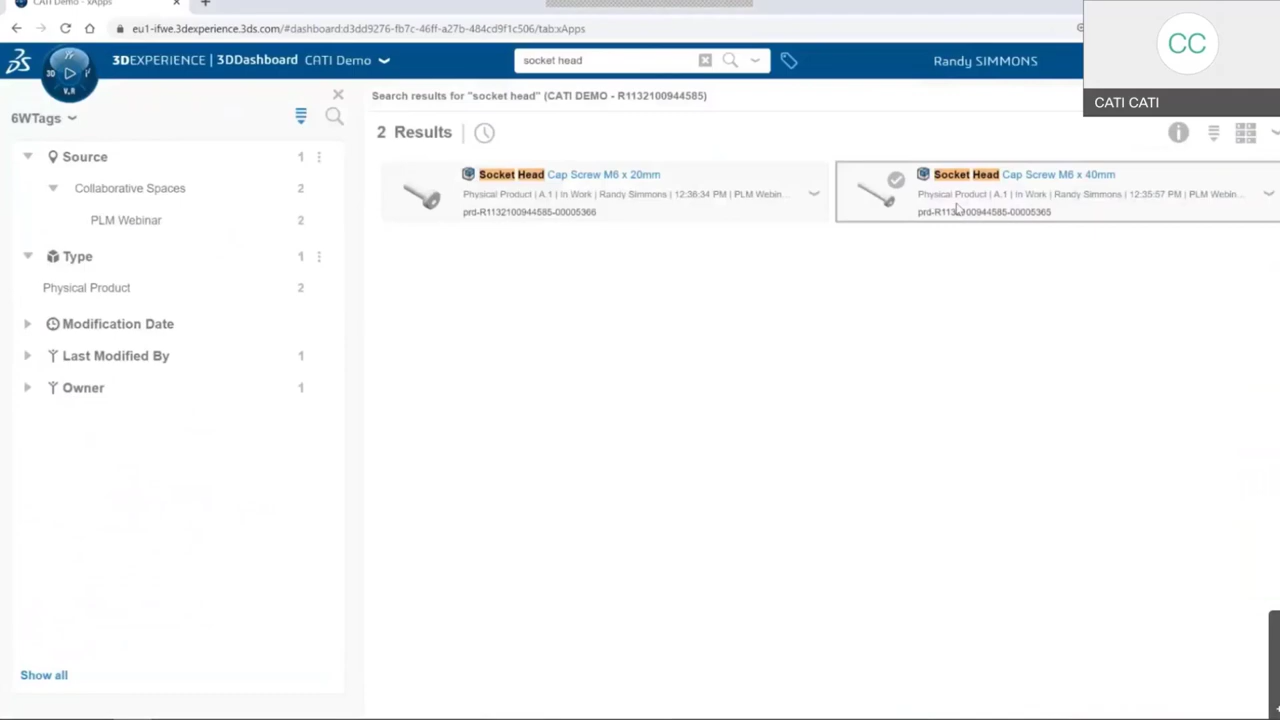 CATI Demo - xApps
eu1-ifwe.3dexperience.3ds.com/#dashboard:d3dd9276-fb7c-46ff-a27b-484cd9f1c506/tab:xApps
3DEXPERIENCE | 3DDashboard CATI Demo
socket head
Randy SIMMONS
CC
CATI CATI
3D
V.R
6WTags
Search results for "socket head" (CATI DEMO - R1132100944585)
2 Results
Source 1
Collaborative Spaces 2
PLM Webinar 2
Type 1
Physical Product 2
Modification Date
Last Modified By 1
Owner 1
Show all
Socket Head Cap Screw M6 x 20mm
Physical Product | A.1 | In Work | Randy Simmons | 12:36:34 PM | PLM Webin...
prd-R1132100944585-00005366
Socket Head Cap Screw M6 x 40mm
Physical Product | A.1 | In Work | Randy Simmons | 12:35:57 PM | PLM Webin...
prd-R1132100944585-00005365